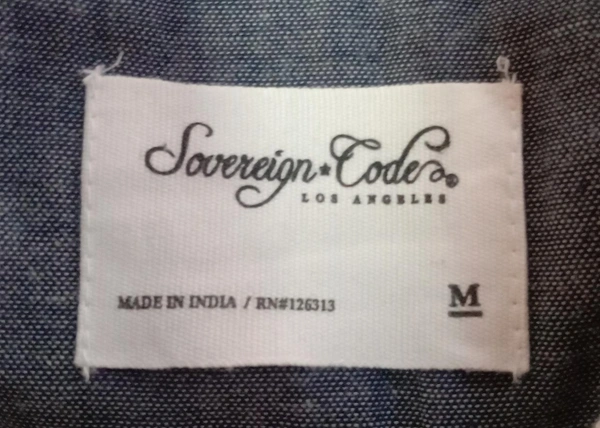 Sovereign★Code®
LOS ANGELES
MADE IN INDIA / RN#126313
M